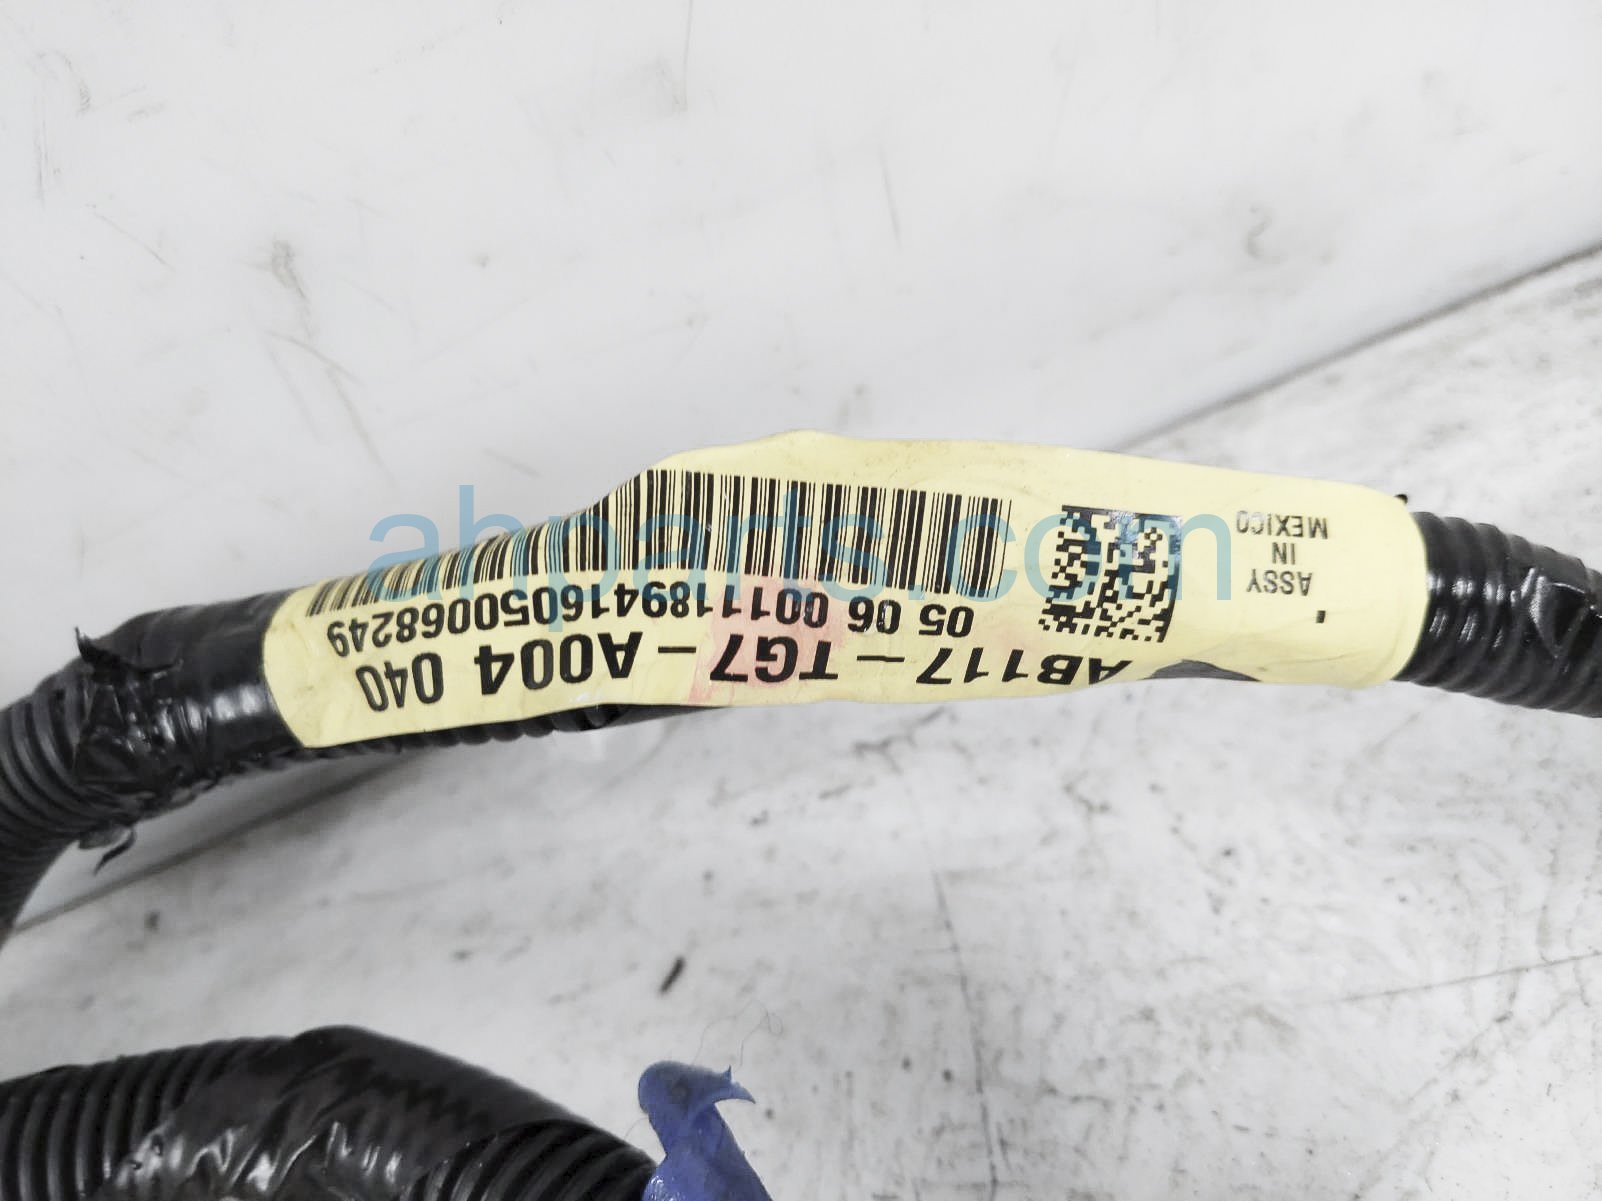 AB117-TG7-A004 040
05 06 0011189416050068249
ASSY
IN
MEXICO
ahparts.com